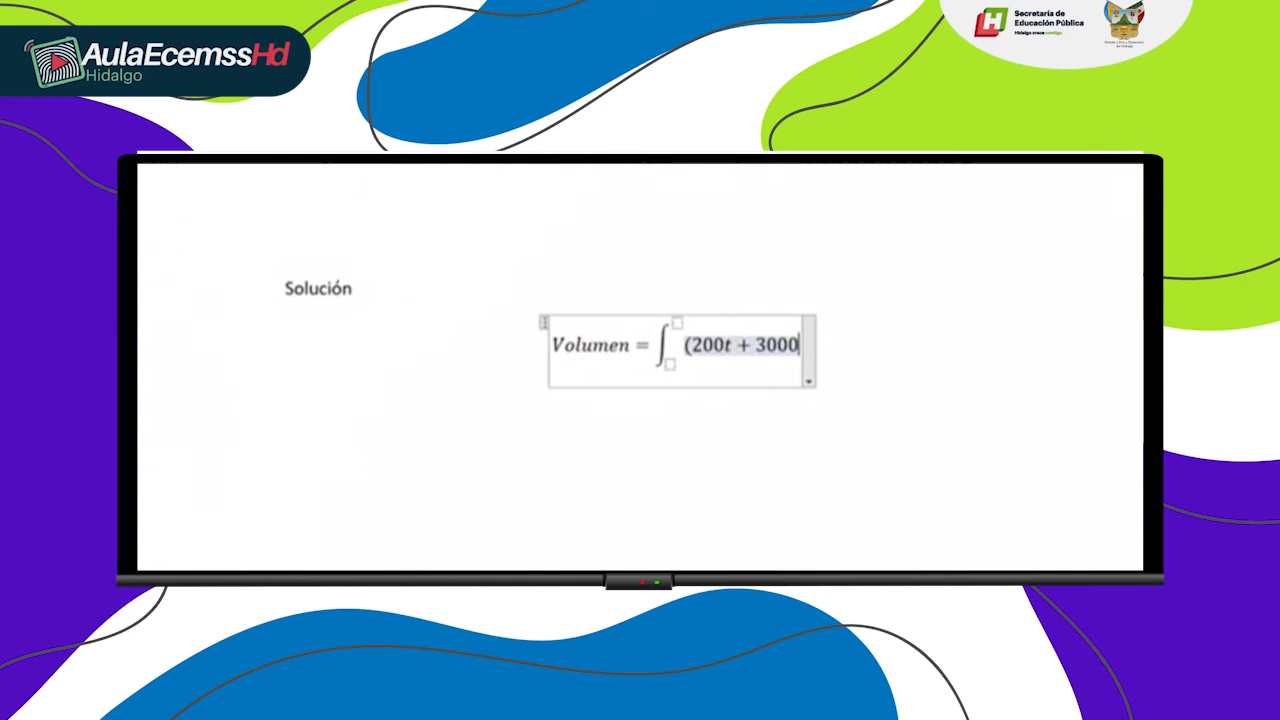 AulaEcemssHd
Hidalgo
Secretaría de
Educación Pública
Hidalgo crece contigo
Solución
Volumen = ∫ (200t + 3000